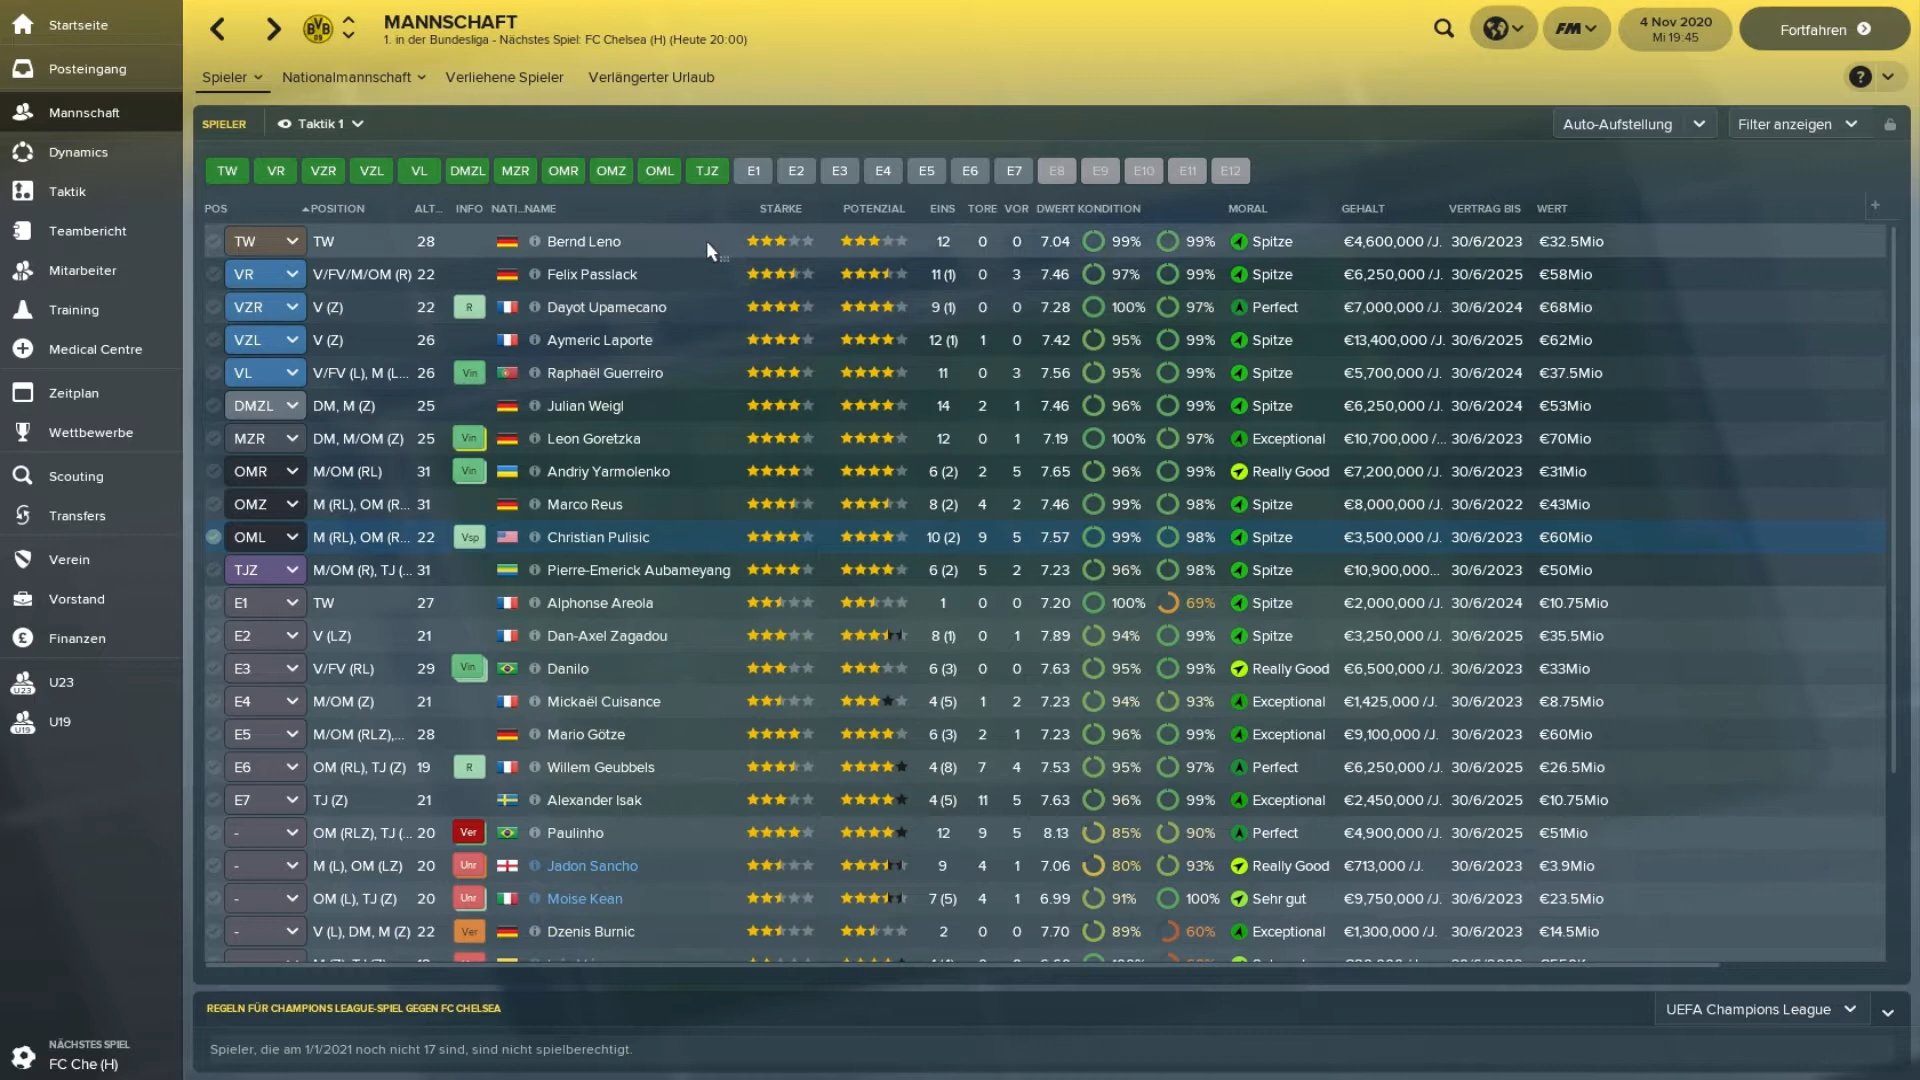 Startseite
Posteingang
Mannschaft
Dynamics
Taktik
Teambericht
Mitarbeiter
Training
Medical Centre
Zeitplan
Wettbewerbe
Scouting
Transfers
Verein
Vorstand
Finanzen
U23
U19
NÄCHSTES SPIEL
FC Che (H)
MANNSCHAFT
1. in der Bundesliga - Nächstes Spiel: FC Chelsea (H) (Heute 20:00)
FM
4 Nov 2020
Mi 19:45
Fortfahren
Spieler Nationalmannschaft Verliehene Spieler Verlängerter Urlaub
SPIELER Taktik 1 Auto-Aufstellung Filter anzeigen
TW VR VZR VZL VL DMZL MZR OMR OMZ OML TJZ E1 E2 E3 E4 E5 E6 E7 E8 E9 E10 E11 E12
POS POSITION ALT... INFO NATI... NAME STÄRKE POTENZIAL EINS TORE VOR DWERT KONDITION MORAL GEHALT VERTRAG BIS WERT
TW TW 28 Bernd Leno 12 0 0 7.04 99% 99% Spitze €4,600,000 /J. 30/6/2023 €32.5Mio
VR V/FV/M/OM (R) 22 Felix Passlack 11 (1) 0 3 7.46 97% 99% Spitze €6,250,000 /J. 30/6/2025 €58Mio
VZR V (Z) 22 R Dayot Upamecano 9 (1) 0 0 7.28 100% 97% Perfect €7,000,000 /J. 30/6/2024 €68Mio
VZL V (Z) 26 Aymeric Laporte 12 (1) 1 0 7.42 95% 99% Spitze €13,400,000 /J. 30/6/2025 €62Mio
VL V/FV (L), M (L... 26 Vin Raphaël Guerreiro 11 0 3 7.56 95% 99% Spitze €5,700,000 /J. 30/6/2024 €37.5Mio
DMZL DM, M (Z) 25 Julian Weigl 14 2 1 7.46 96% 99% Spitze €6,250,000 /J. 30/6/2024 €53Mio
MZR DM, M/OM (Z) 25 Vin Leon Goretzka 12 0 1 7.19 100% 97% Exceptional €10,700,000 /... 30/6/2023 €70Mio
OMR M/OM (RL) 31 Vin Andriy Yarmolenko 6 (2) 2 5 7.65 96% 99% Really Good €7,200,000 /J. 30/6/2023 €31Mio
OMZ M (RL), OM (R... 31 Marco Reus 8 (2) 4 2 7.46 99% 98% Spitze €8,000,000 /J. 30/6/2022 €43Mio
OML M (RL), OM (R... 22 Vsp Christian Pulisic 10 (2) 9 5 7.57 99% 98% Spitze €3,500,000 /J. 30/6/2023 €60Mio
TJZ M/OM (R), TJ (... 31 Pierre-Emerick Aubameyang 6 (2) 5 2 7.23 96% 98% Spitze €10,900,000... 30/6/2023 €50Mio
E1 TW 27 Alphonse Areola 1 0 0 7.20 100% 69% Spitze €2,000,000 /J. 30/6/2024 €10.75Mio
E2 V (LZ) 21 Dan-Axel Zagadou 8 (1) 0 1 7.89 94% 99% Spitze €3,250,000 /J. 30/6/2025 €35.5Mio
E3 V/FV (RL) 29 Vin Danilo 6 (3) 0 0 7.63 95% 99% Really Good €6,500,000 /J. 30/6/2023 €33Mio
E4 M/OM (Z) 21 Mickaël Cuisance 4 (5) 1 2 7.23 94% 93% Exceptional €1,425,000 /J. 30/6/2023 €8.75Mio
E5 M/OM (RLZ),... 28 Mario Götze 6 (3) 2 1 7.23 96% 99% Exceptional €9,100,000 /J. 30/6/2023 €60Mio
E6 OM (RL), TJ (Z) 19 R Willem Geubbels 4 (8) 7 4 7.53 95% 97% Perfect €6,250,000 /J. 30/6/2025 €26.5Mio
E7 TJ (Z) 21 Alexander Isak 4 (5) 11 5 7.63 96% 99% Exceptional €2,450,000 /J. 30/6/2025 €10.75Mio
- OM (RLZ), TJ (... 20 Ver Paulinho 12 9 5 8.13 85% 90% Perfect €4,900,000 /J. 30/6/2025 €51Mio
- M (L), OM (LZ) 20 Unr Jadon Sancho 9 4 1 7.06 80% 93% Really Good €713,000 /J. 30/6/2023 €3.9Mio
- OM (L), TJ (Z) 20 Unr Moise Kean 7 (5) 4 1 6.99 91% 100% Sehr gut €9,750,000 /J. 30/6/2023 €23.5Mio
- V (L), DM, M (Z) 22 Ver Dzenis Burnic 2 0 0 7.70 89% 60% Exceptional €1,300,000 /J. 30/6/2023 €14.5Mio
REGELN FÜR CHAMPIONS LEAGUE-SPIEL GEGEN FC CHELSEA UEFA Champions League
Spieler, die am 1/1/2021 noch nicht 17 sind, sind nicht spielberechtigt.